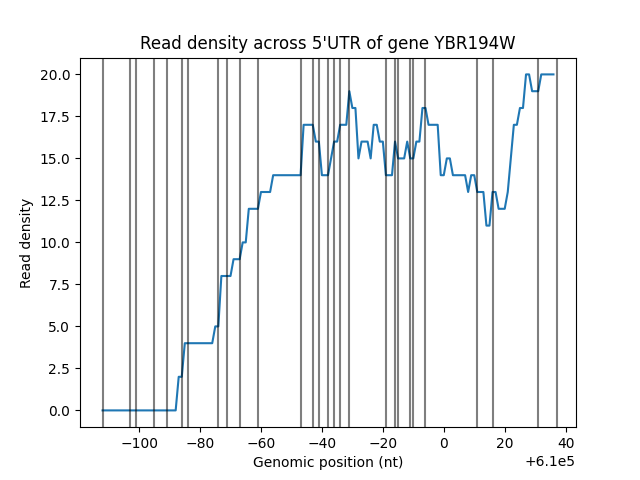 Read density across 5'UTR of gene YBR194W
20.0
17.5
15.0
12.5
10.0
7.5
5.0
2.5
0.0
Read density
−100 −80 −60 −40 −20 0 20 40
Genomic position (nt)
+6.1e5